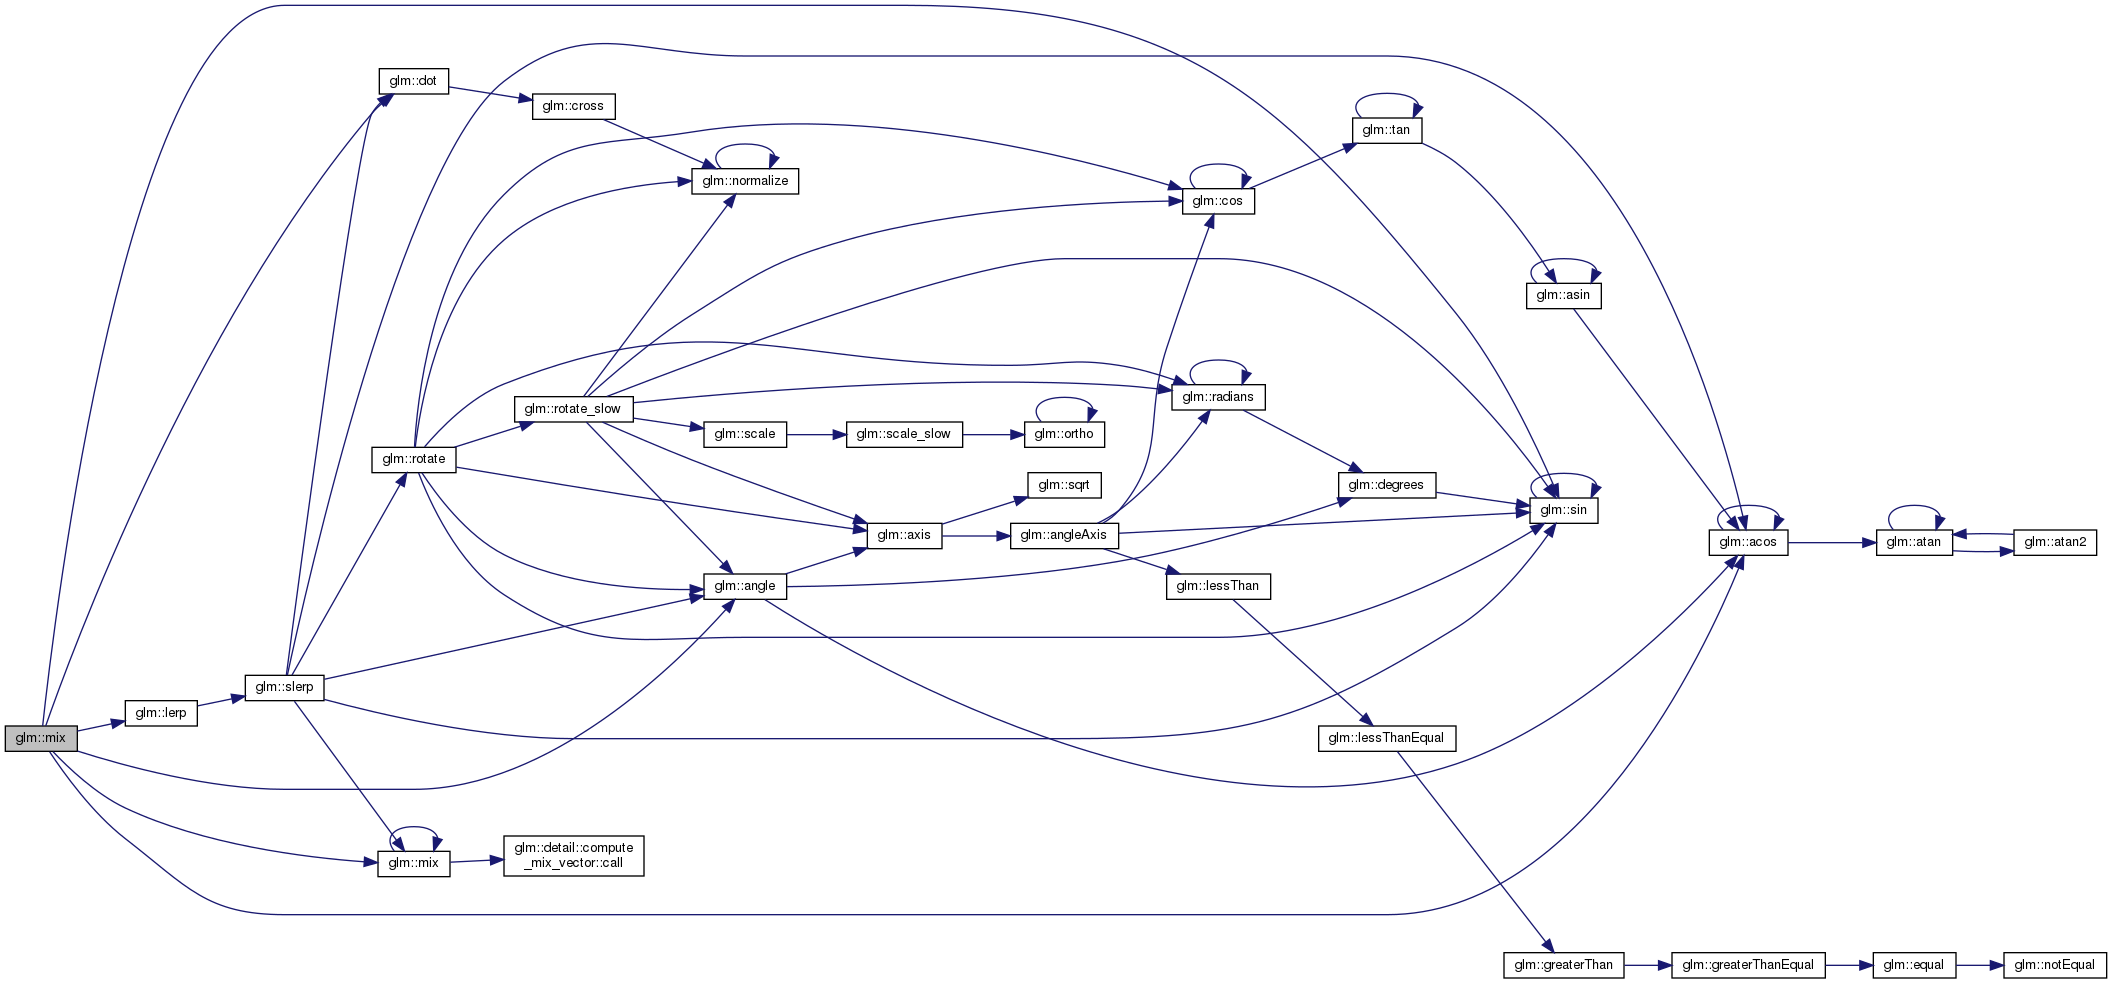 glm::dot
glm::cross
glm::tan
glm::normalize
glm::cos
glm::asin
glm::radians
glm::rotate_slow
glm::scale
glm::scale_slow
glm::ortho
glm::rotate
glm::sqrt
glm::degrees
glm::sin
glm::axis
glm::angleAxis
glm::acos
glm::atan
glm::atan2
glm::angle
glm::lessThan
glm::slerp
glm::lerp
glm::mix
glm::lessThanEqual
glm::mix
glm::detail::compute
_mix_vector::call
glm::greaterThan
glm::greaterThanEqual
glm::equal
glm::notEqual